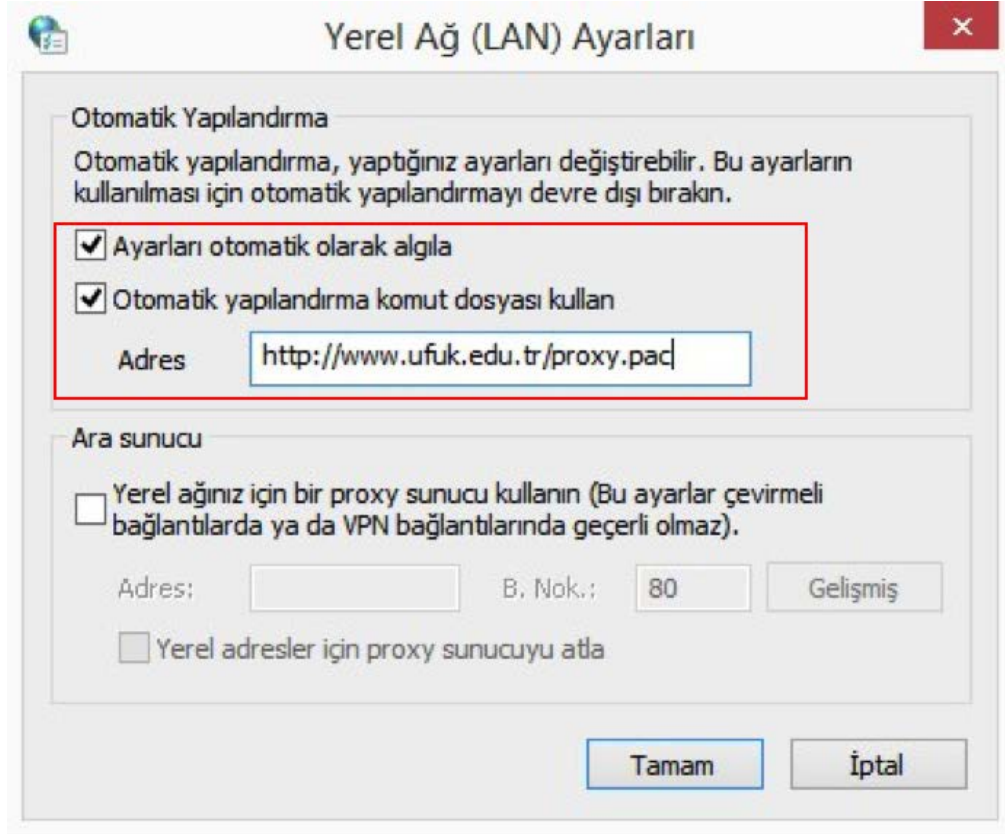 Yerel Ağ (LAN) Ayarları
Otomatik Yapılandırma
Otomatik yapılandırma, yaptığınız ayarları değiştirebilir. Bu ayarların
kullanılması için otomatik yapılandırmayı devre dışı bırakın.
Ayarları otomatik olarak algıla
Otomatik yapılandırma komut dosyası kullan
Adres http://www.ufuk.edu.tr/proxy.pac
Ara sunucu
Yerel ağınız için bir proxy sunucu kullanın (Bu ayarlar çevirmeli
bağlantılarda ya da VPN bağlantılarında geçerli olmaz).
Adres: B. Nok.: 80 Gelişmiş
Yerel adresler için proxy sunucuyu atla
Tamam İptal